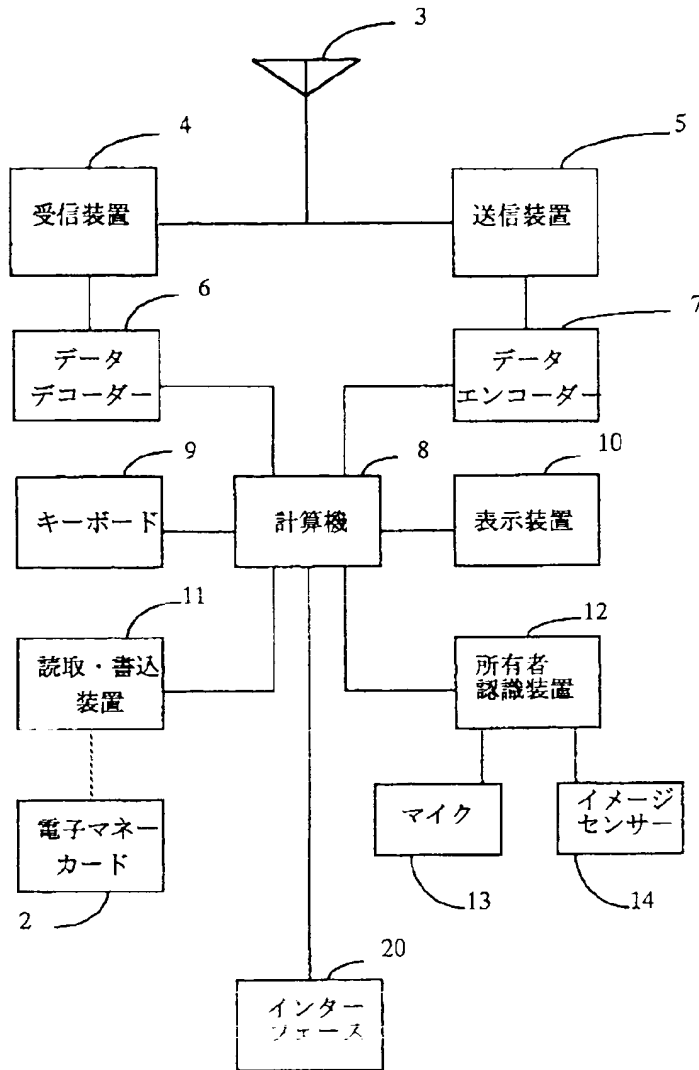 3
4
5
受信装置
送信装置
6
7
データ
デコーダー
データ
エンコーダー
9
8
10
キーボード
計算機
表示装置
11
12
読取・書込
装置
所有者
認識装置
電子マネー
カード
マイク
イメージ
センサー
2
13
14
20
インター
フェース